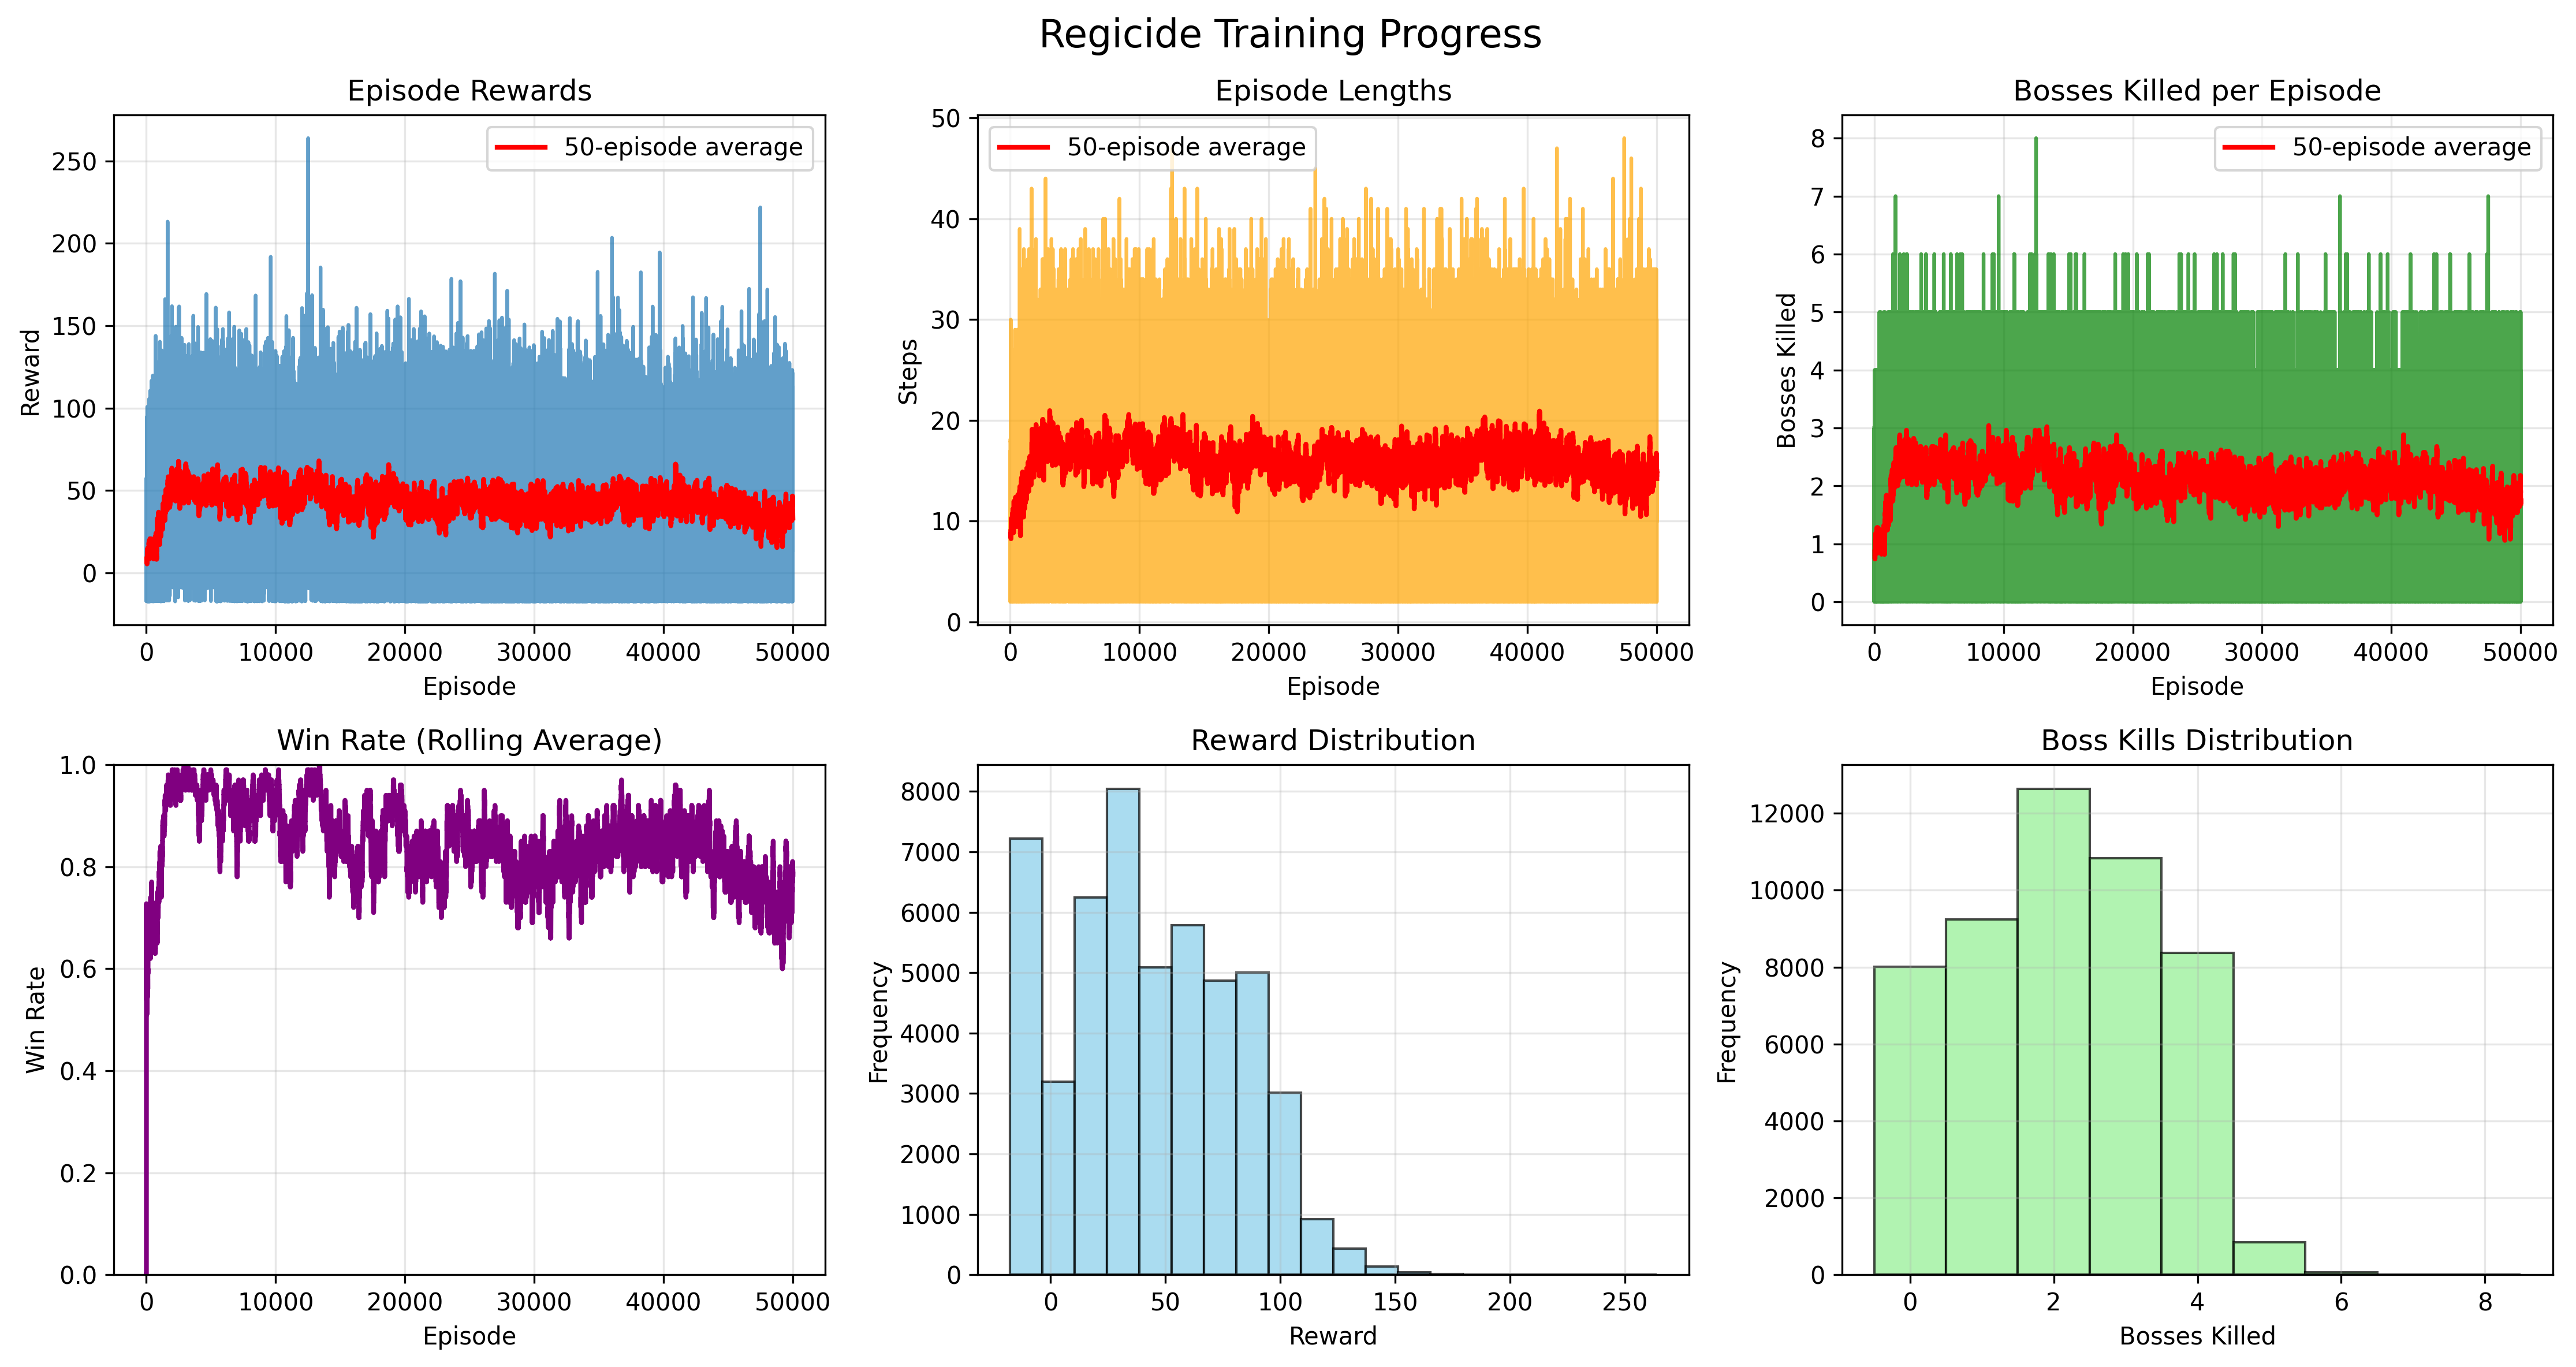 Regicide Training Progress
Episode Rewards
50-episode average
Reward
250
200
150
100
50
0
0 10000 20000 30000 40000 50000
Episode
Episode Lengths
50-episode average
Steps
50
40
30
20
10
0
0 10000 20000 30000 40000 50000
Episode
Bosses Killed per Episode
50-episode average
Bosses Killed
8
7
6
5
4
3
2
1
0
0 10000 20000 30000 40000 50000
Episode
Win Rate (Rolling Average)
Win Rate
1.0
0.8
0.6
0.4
0.2
0.0
0 10000 20000 30000 40000 50000
Episode
Reward Distribution
Frequency
8000
7000
6000
5000
4000
3000
2000
1000
0
0 50 100 150 200 250
Reward
Boss Kills Distribution
Frequency
12000
10000
8000
6000
4000
2000
0
0 2 4 6 8
Bosses Killed